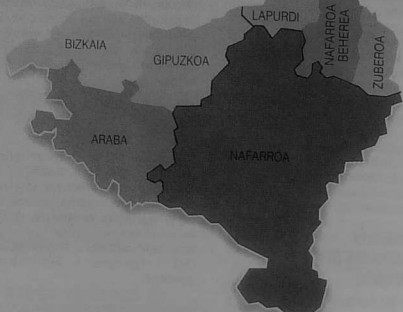 LAPURDI
BIZKAIA
GIPUZKOA
NAFARROA
BEHEREA
ZUBEROA
ARABA
NAFARROA